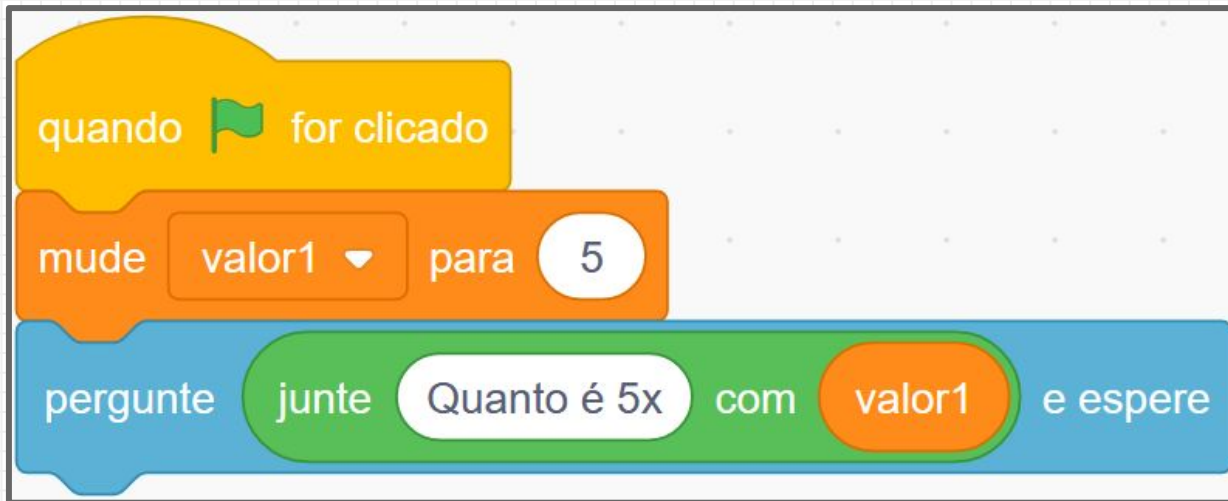 quando for clicado
mude valor1 para 5
pergunte junte Quanto é 5x com valor1 e espere